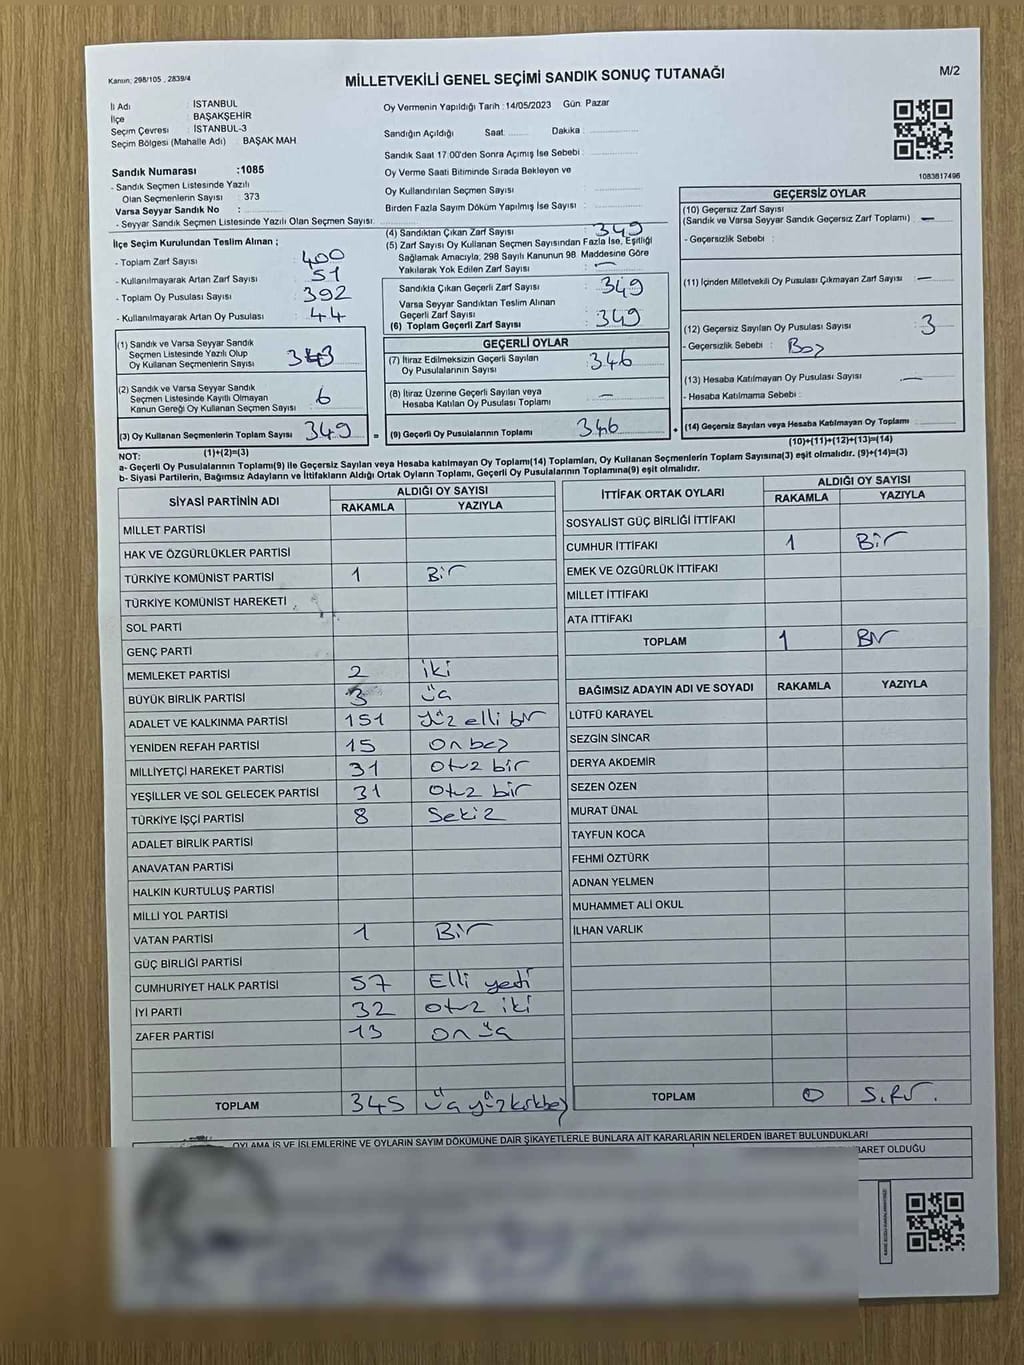 Kanun: 298/105 , 2839/4
MİLLETVEKİLİ GENEL SEÇİMİ SANDIK SONUÇ TUTANAĞI
M/2
İl Adı : İSTANBUL
İlçe : BAŞAKŞEHİR
Seçim Çevresi : İSTANBUL-3
Seçim Bölgesi (Mahalle Adı) : BAŞAK MAH
Oy Vermenin Yapıldığı Tarih : 14/05/2023 Gün: Pazar
Sandığın Açıldığı Saat: Dakika :
Sandık Saat 17:00'den Sonra Açımış İse Sebebi :
Oy Verme Saati Bitiminde Sırada Bekleyen ve
Oy Kullandırılan Seçmen Sayısı :
Birden Fazla Sayım Döküm Yapılmış İse Sayısı :
1083817496
Sandık Numarası :1085
- Sandık Seçmen Listesinde Yazılı
Olan Seçmenlerin Sayısı : 373
Varsa Seyyar Sandık No :
- Seyyar Sandık Seçmen Listesinde Yazılı Olan Seçmen Sayısı:
İlçe Seçim Kurulundan Teslim Alınan ;
- Toplam Zarf Sayısı : 400
- Kullanılmayarak Artan Zarf Sayısı : 51
- Toplam Oy Pusulası Sayısı : 392
- Kullanılmayarak Artan Oy Pusulası : 44
(1) Sandık ve Varsa Seyyar Sandık
Seçmen Listesinde Yazılı Olup
Oy Kullanan Seçmenlerin Sayısı : 343
(2) Sandık ve Varsa Seyyar Sandık
Seçmen Listesinde Kayıtlı Olmayan
Kanun Gereği Oy Kullanan Seçmen Sayısı : 6
(3) Oy Kullanan Seçmenlerin Toplam Sayısı : 349
(1)+(2)=(3)
(4) Sandıktan Çıkan Zarf Sayısı : 349
(5) Zarf Sayısı Oy Kullanan Seçmen Sayısından Fazla İse, Eşitliği
Sağlamak Amacıyla, 298 Sayılı Kanunun 98. Maddesine Göre
Yakılarak Yok Edilen Zarf Sayısı : —
Sandıkta Çıkan Geçerli Zarf Sayısı : 349
Varsa Seyyar Sandıktan Teslim Alınan
Geçerli Zarf Sayısı :
(6) Toplam Geçerli Zarf Sayısı : 349
GEÇERLİ OYLAR
(7) İtiraz Edilmeksizin Geçerli Sayılan
Oy Pusulalarının Sayısı : 346
(8) İtiraz Üzerine Geçerli Sayılan veya
Hesaba Katılan Oy Pusulası Toplamı : —
= (9) Geçerli Oy Pusulalarının Toplamı : 346
GEÇERSİZ OYLAR
(10) Geçersiz Zarf Sayısı
(Sandık ve Varsa Seyyar Sandık Geçersiz Zarf Toplamı) : —
- Geçersizlik Sebebi :
(11) İçinden Milletvekili Oy Pusulası Çıkmayan Zarf Sayısı : —
(12) Geçersiz Sayılan Oy Pusulası Sayısı : 3
- Geçersizlik Sebebi : Boş
(13) Hesaba Katılmayan Oy Pusulası Sayısı : —
- Hesaba Katılmama Sebebi :
+ (14) Geçersiz Sayılan veya Hesaba Katılmayan Oy Toplamı :
(10)+(11)+(12)+(13)=(14)
NOT:
a- Geçerli Oy Pusulalarının Toplamı(9) ile Geçersiz Sayılan veya Hesaba katılmayan Oy Toplamı(14) Toplamları, Oy Kullanan Seçmenlerin Toplam Sayısına(3) eşit olmalıdır. (9)+(14)=(3)
b- Siyasi Partilerin, Bağımsız Adayların ve İttifakların Aldığı Ortak Oyların Toplamı, Geçerli Oy Pusulalarının Toplamına(9) eşit olmalıdır.
SİYASİ PARTİNİN ADI ALDIĞI OY SAYISI
RAKAMLA YAZIYLA
MİLLET PARTİSİ
HAK VE ÖZGÜRLÜKLER PARTİSİ
TÜRKİYE KOMÜNİST PARTİSİ 1 Bir
TÜRKİYE KOMÜNİST HAREKETİ
SOL PARTİ
GENÇ PARTİ
MEMLEKET PARTİSİ 2 iki
BÜYÜK BİRLİK PARTİSİ 3 üç
ADALET VE KALKINMA PARTİSİ 151 yüz elli bir
YENİDEN REFAH PARTİSİ 15 on beş
MİLLİYETÇİ HAREKET PARTİSİ 31 otuz bir
YEŞİLLER VE SOL GELECEK PARTİSİ 31 otuz bir
TÜRKİYE İŞÇİ PARTİSİ 8 Sekiz
ADALET BİRLİK PARTİSİ
ANAVATAN PARTİSİ
HALKIN KURTULUŞ PARTİSİ
MİLLİ YOL PARTİSİ
VATAN PARTİSİ 1 Bir
GÜÇ BİRLİĞİ PARTİSİ
CUMHURİYET HALK PARTİSİ 57 Elli yedi
İYİ PARTİ 32 otuz iki
ZAFER PARTİSİ 13 on üç
TOPLAM 345 üç yüz kırkbeş
İTTİFAK ORTAK OYLARI ALDIĞI OY SAYISI
RAKAMLA YAZIYLA
SOSYALİST GÜÇ BİRLİĞİ İTTİFAKI
CUMHUR İTTİFAKI 1 Bir
EMEK VE ÖZGÜRLÜK İTTİFAKI
MİLLET İTTİFAKI
ATA İTTİFAKI
TOPLAM 1 Bir
BAĞIMSIZ ADAYIN ADI VE SOYADI RAKAMLA YAZIYLA
LÜTFÜ KARAYEL
SEZGİN SİNCAR
DERYA AKDEMİR
SEZEN ÖZEN
MURAT ÜNAL
TAYFUN KOCA
FEHMİ ÖZTÜRK
ADNAN YELMEN
MUHAMMET ALİ OKUL
İLHAN VARLIK
TOPLAM 0 Sıfır.
OYLAMA İŞ VE İŞLEMLERİNE VE OYLARIN SAYIM DÖKÜMÜNE DAİR ŞİKAYETLERLE BUNLARA AİT KARARLARIN NELERDEN İBARET BULUNDUKLARI
İBARET OLDUĞU